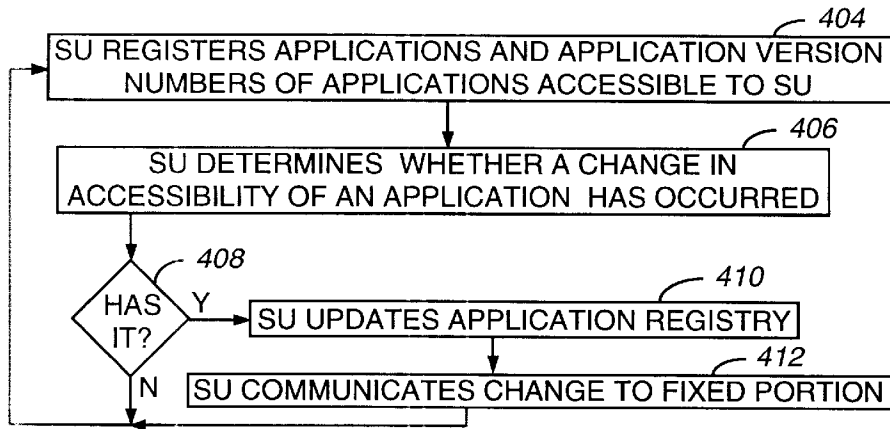 404
SU REGISTERS APPLICATIONS AND APPLICATION VERSION
NUMBERS OF APPLICATIONS ACCESSIBLE TO SU
406
SU DETERMINES WHETHER A CHANGE IN
ACCESSIBILITY OF AN APPLICATION HAS OCCURRED
408
HAS
IT?
Y
410
SU UPDATES APPLICATION REGISTRY
412
N
SU COMMUNICATES CHANGE TO FIXED PORTION